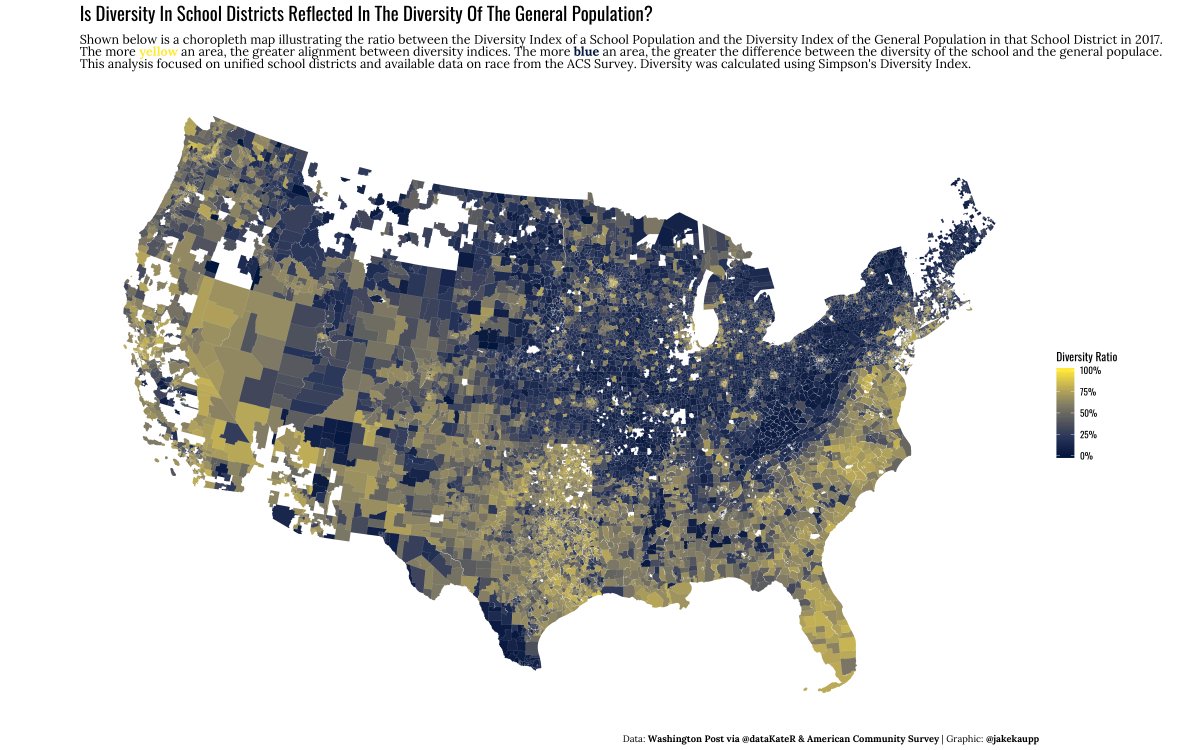 Is Diversity In School Districts Reflected In The Diversity Of The General Population?
Shown below is a choropleth map illustrating the ratio between the Diversity Index of a School Population and the Diversity Index of the General Population in that School District in 2017.
The more yellow an area, the greater alignment between diversity indices. The more blue an area, the greater the difference between the diversity of the school and the general populace.
This analysis focused on unified school districts and available data on race from the ACS Survey. Diversity was calculated using Simpson's Diversity Index.
Diversity Ratio
100%
75%
50%
25%
0%
Data: Washington Post via @dataKateR & American Community Survey | Graphic: @jakekaupp